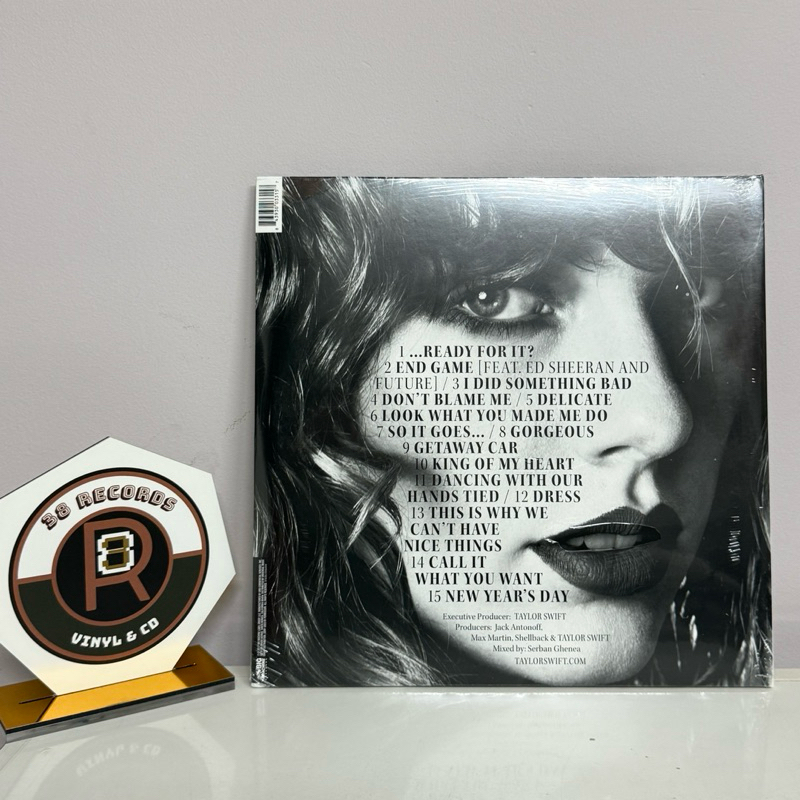 1 ...READY FOR IT?
2 END GAME [FEAT. ED SHEERAN AND
FUTURE] / 3 I DID SOMETHING BAD
4 DON'T BLAME ME / 5 DELICATE
6 LOOK WHAT YOU MADE ME DO
7 SO IT GOES... / 8 GORGEOUS
9 GETAWAY CAR
10 KING OF MY HEART
11 DANCING WITH OUR
HANDS TIED / 12 DRESS
13 THIS IS WHY WE
CAN'T HAVE
NICE THINGS
14 CALL IT
WHAT YOU WANT
15 NEW YEAR'S DAY
Executive Producer: TAYLOR SWIFT
Producers: Jack Antonoff,
Max Martin, Shellback & TAYLOR SWIFT
Mixed by: Serban Ghenea
TAYLORSWIFT.COM
38 RECORDS
R
8
VINYL & CD